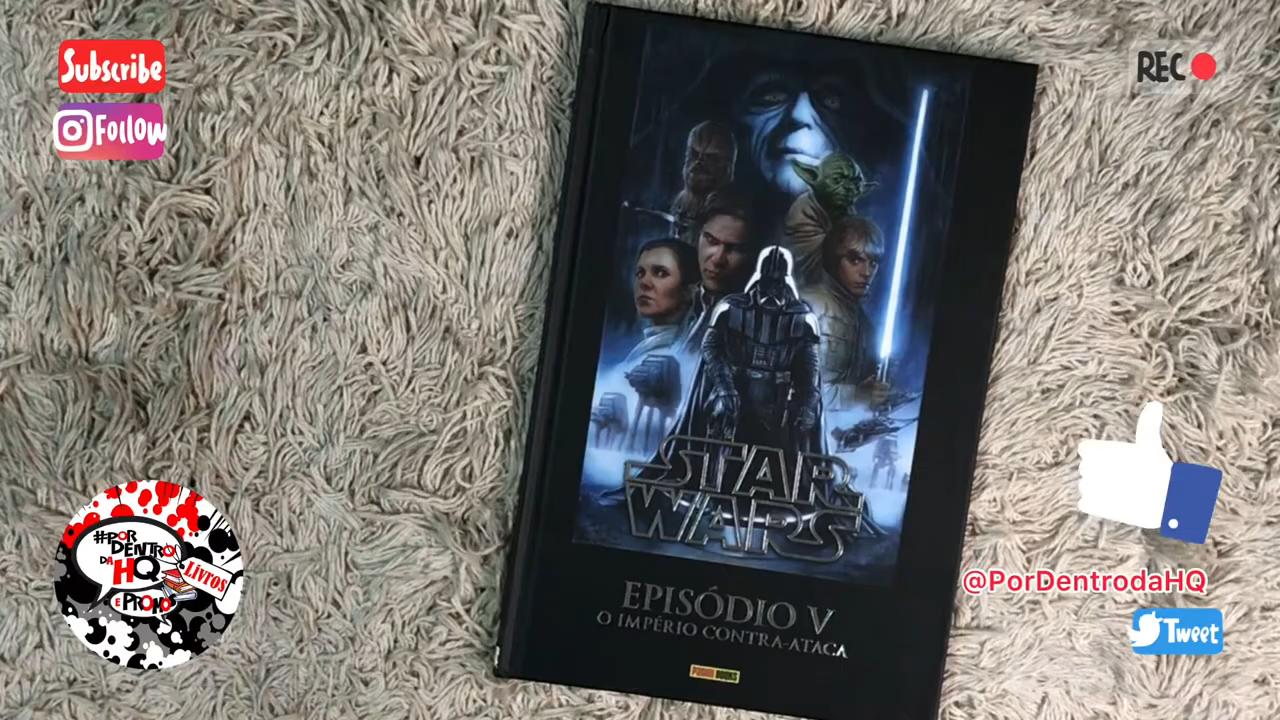 Subscribe
Follow
REC
STAR
WARS
EPISÓDIO V
O IMPÉRIO CONTRA-ATACA
PANINI BOOKS
#POR
DENTRO
DA HQ
LIVROS
E PROMO
@PorDentrodaHQ
Tweet